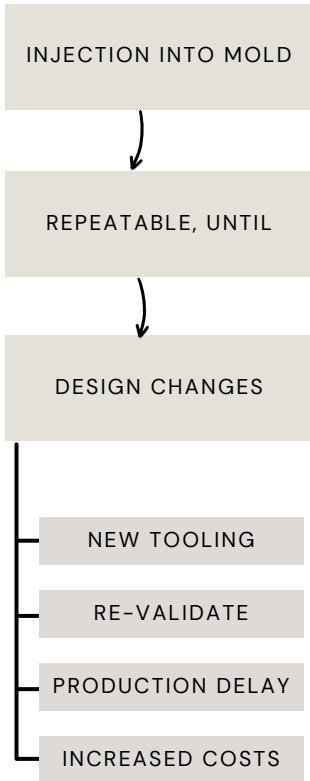 INJECTION INTO MOLD
REPEATABLE, UNTIL
DESIGN CHANGES
NEW TOOLING
RE-VALIDATE
PRODUCTION DELAY
INCREASED COSTS